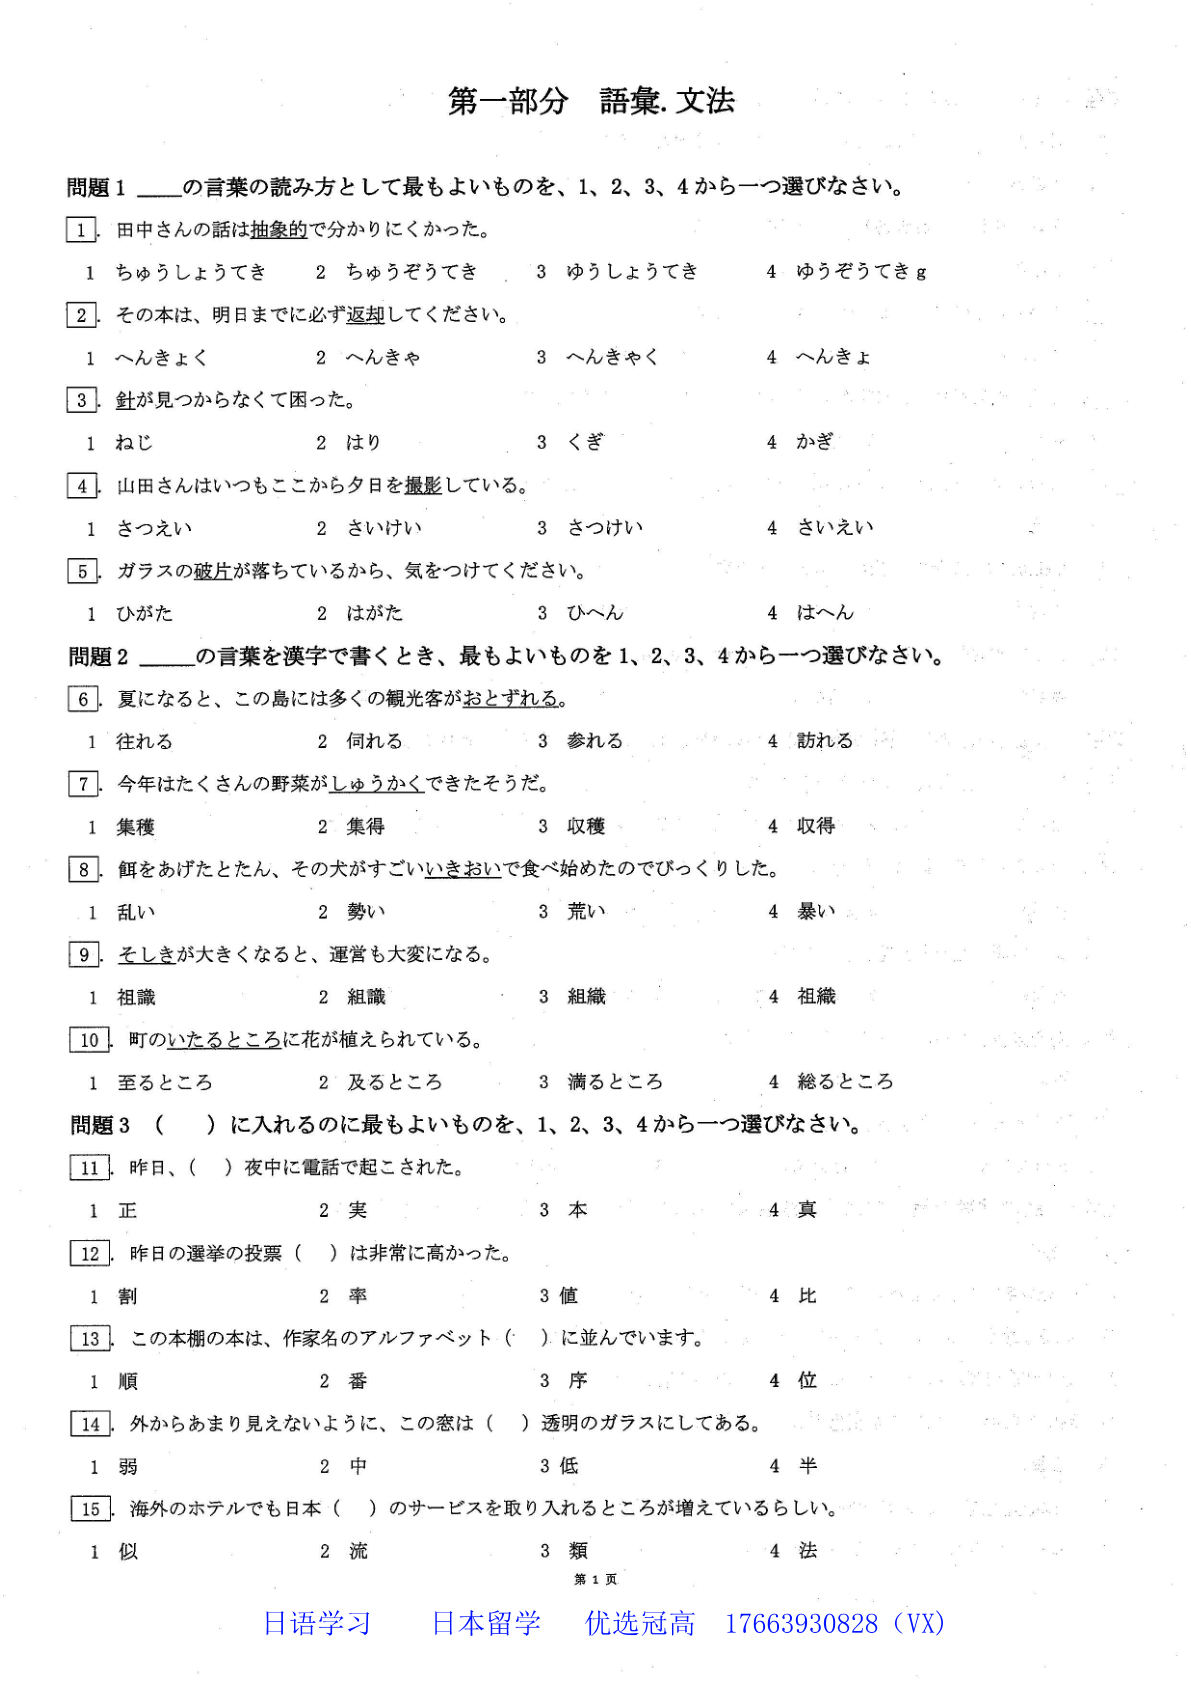 第一部分　語彙.文法
問題1 ____の言葉の読み方として最もよいものを、1、2、3、4から一つ選びなさい。
1. 田中さんの話は抽象的で分かりにくかった。
1 ちゅうしょうてき 2 ちゅうぞうてき 3 ゆうしょうてき 4 ゆうぞうてきg
2. その本は、明日までに必ず返却してください。
1 へんきょく 2 へんきゃ 3 へんきゃく 4 へんきょ
3. 針が見つからなくて困った。
1 ねじ 2 はり 3 くぎ 4 かぎ
4. 山田さんはいつもここから夕日を撮影している。
1 さつえい 2 さいけい 3 さつけい 4 さいえい
5. ガラスの破片が落ちているから、気をつけてください。
1 ひがた 2 はがた 3 ひへん 4 はへん
問題2 _____の言葉を漢字で書くとき、最もよいものを1、2、3、4から一つ選びなさい。
6. 夏になると、この島には多くの観光客がおとずれる。
1 往れる 2 伺れる 3 参れる 4 訪れる
7. 今年はたくさんの野菜がしゅうかくできたそうだ。
1 集穫 2 集得 3 収穫 4 収得
8. 餌をあげたとたん、その犬がすごいいきおいで食べ始めたのでびっくりした。
1 乱い 2 勢い 3 荒い 4 暴い
9. そしきが大きくなると、運営も大変になる。
1 祖識 2 組識 3 組織 4 祖織
10. 町のいたるところに花が植えられている。
1 至るところ 2 及るところ 3 満るところ 4 総るところ
問題3 （　　）に入れるのに最もよいものを、1、2、3、4から一つ選びなさい。
11. 昨日、（　）夜中に電話で起こされた。
1 正 2 実 3 本 4 真
12. 昨日の選挙の投票（　）は非常に高かった。
1 割 2 率 3 値 4 比
13. この本棚の本は、作家名のアルファベット（　）に並んでいます。
1 順 2 番 3 序 4 位
14. 外からあまり見えないように、この窓は（　）透明のガラスにしてある。
1 弱 2 中 3 低 4 半
15. 海外のホテルでも日本（　）のサービスを取り入れるところが増えているらしい。
1 似 2 流 3 類 4 法
第 1 页
日语学习　日本留学　优选冠高　17663930828（VX）